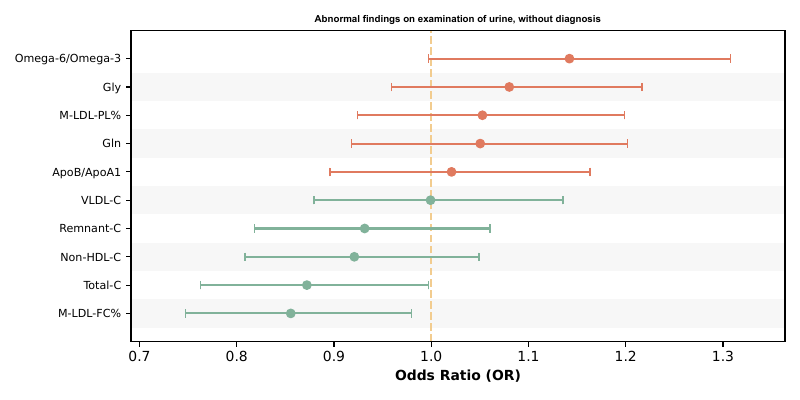 Abnormal findings on examination of urine, without diagnosis
Omega-6/Omega-3
Gly
M-LDL-PL%
Gln
ApoB/ApoA1
VLDL-C
Remnant-C
Non-HDL-C
Total-C
M-LDL-FC%
0.7 0.8 0.9 1.0 1.1 1.2 1.3
Odds Ratio (OR)